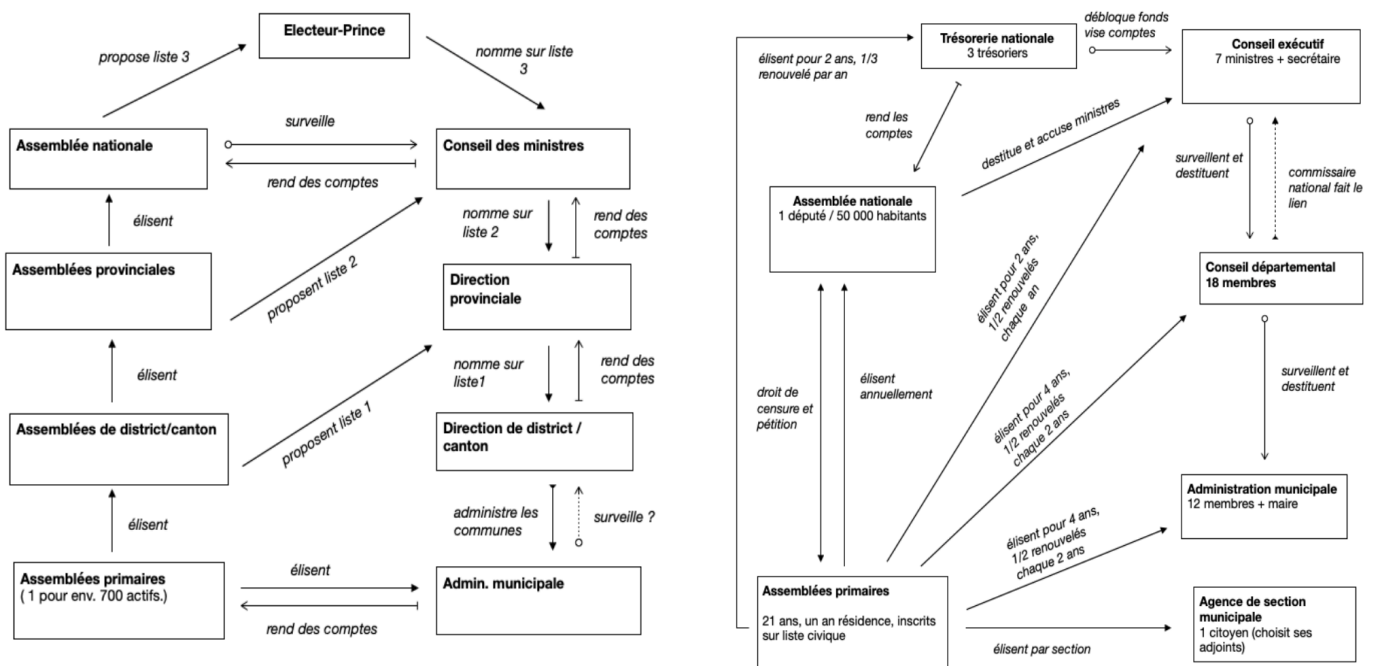 Electeur-Prince
propose liste 3
nomme sur liste
3
Assemblée nationale
surveille
rend des comptes
Conseil des ministres
élisent
nomme sur
liste 2
rend des
comptes
Assemblées provinciales
proposent liste 2
Direction
provinciale
élisent
nomme sur
liste1
rend des
comptes
Assemblées de district/canton
proposent liste 1
Direction de district /
canton
élisent
administre les
communes
surveille ?
Assemblées primaires
( 1 pour env. 700 actifs.)
élisent
rend des comptes
Admin. municipale
élisent pour 2 ans, 1/3
renouvelé par an
Trésorerie nationale
3 trésoriers
débloque fonds
vise comptes
Conseil exécutif
7 ministres + secrétaire
rend les
comptes
destitue et accuse ministres
surveillent et
destituent
commissaire
national fait le
lien
Assemblée nationale
1 député / 50 000 habitants
élisent pour 2 ans,
1/2 renouvelés
chaque an
Conseil départemental
18 membres
droit de
censure et
pétition
élisent
annuellement
élisent pour 4 ans,
1/2 renouvelés
chaque 2 ans
surveillent et
destituent
Administration municipale
12 membres + maire
élisent pour 4 ans,
1/2 renouvelés
chaque 2 ans
Assemblées primaires
21 ans, un an résidence, inscrits
sur liste civique
élisent par section
Agence de section
municipale
1 citoyen (choisit ses
adjoints)